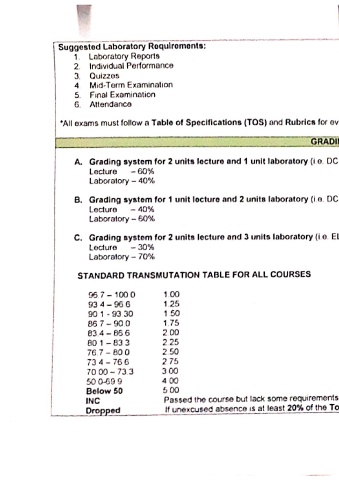 Suggested Laboratory Requirements:
1. Laboratory Reports
2. Individual Performance
3. Quizzes
4. Mid-Term Examination
5. Final Examination
6. Attendance
*All exams must follow a Table of Specifications (TOS) and Rubrics for ev
GRADI
A. Grading system for 2 units lecture and 1 unit laboratory (i.e. DC
Lecture – 60%
Laboratory – 40%
B. Grading system for 1 unit lecture and 2 units laboratory (i.e. DC
Lecture – 40%
Laboratory – 60%
C. Grading system for 2 units lecture and 3 units laboratory (i.e. EL
Lecture – 30%
Laboratory – 70%
STANDARD TRANSMUTATION TABLE FOR ALL COURSES
96.7 – 100.0 1.00
93.4 – 96.6 1.25
90.1 - 93.30 1.50
86.7 – 90.0 1.75
83.4 – 86.6 2.00
80.1 – 83.3 2.25
76.7 – 80.0 2.50
73.4 – 76.6 2.75
70.00 – 73.3 3.00
50.0-69.9 4.00
Below 50 5.00
INC Passed the course but lack some requirements
Dropped If unexcused absence is at least 20% of the To